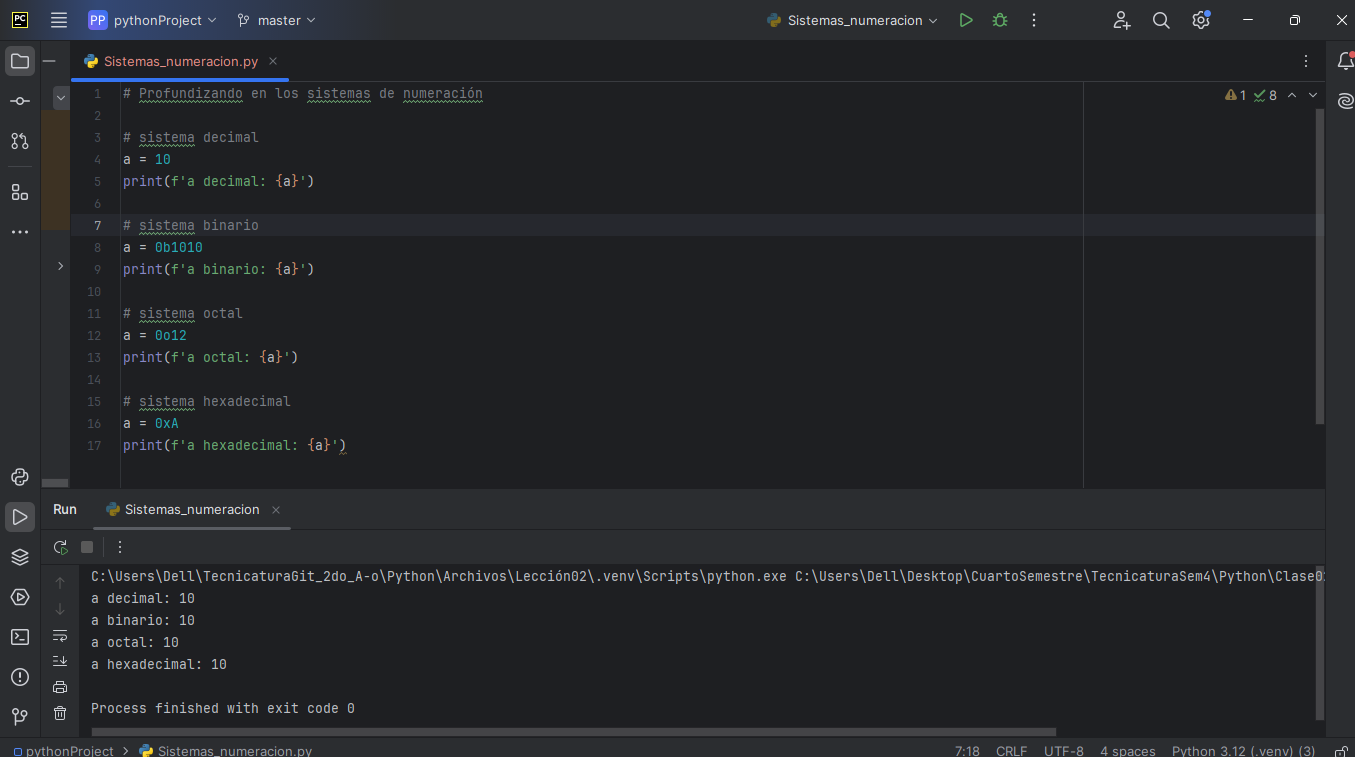 PC
PP pythonProject master Sistemas_numeracion
Sistemas_numeracion.py
1 # Profundizando en los sistemas de numeración
1 8
2
3 # sistema decimal
4 a = 10
5 print(f'a decimal: {a}')
6
7 # sistema binario
8 a = 0b1010
9 print(f'a binario: {a}')
10
11 # sistema octal
12 a = 0o12
13 print(f'a octal: {a}')
14
15 # sistema hexadecimal
16 a = 0xA
17 print(f'a hexadecimal: {a}')
Run Sistemas_numeracion
C:\Users\Dell\TecnicaturaGit_2do_A-o\Python\Archivos\Lección02\.venv\Scripts\python.exe C:\Users\Dell\Desktop\CuartoSemestre\TecnicaturaSem4\Python\Clase0
a decimal: 10
a binario: 10
a octal: 10
a hexadecimal: 10
Process finished with exit code 0
pythonProject > Sistemas_numeracion.py 7:18 CRLF UTF-8 4 spaces Python 3.12 (.venv) (3)